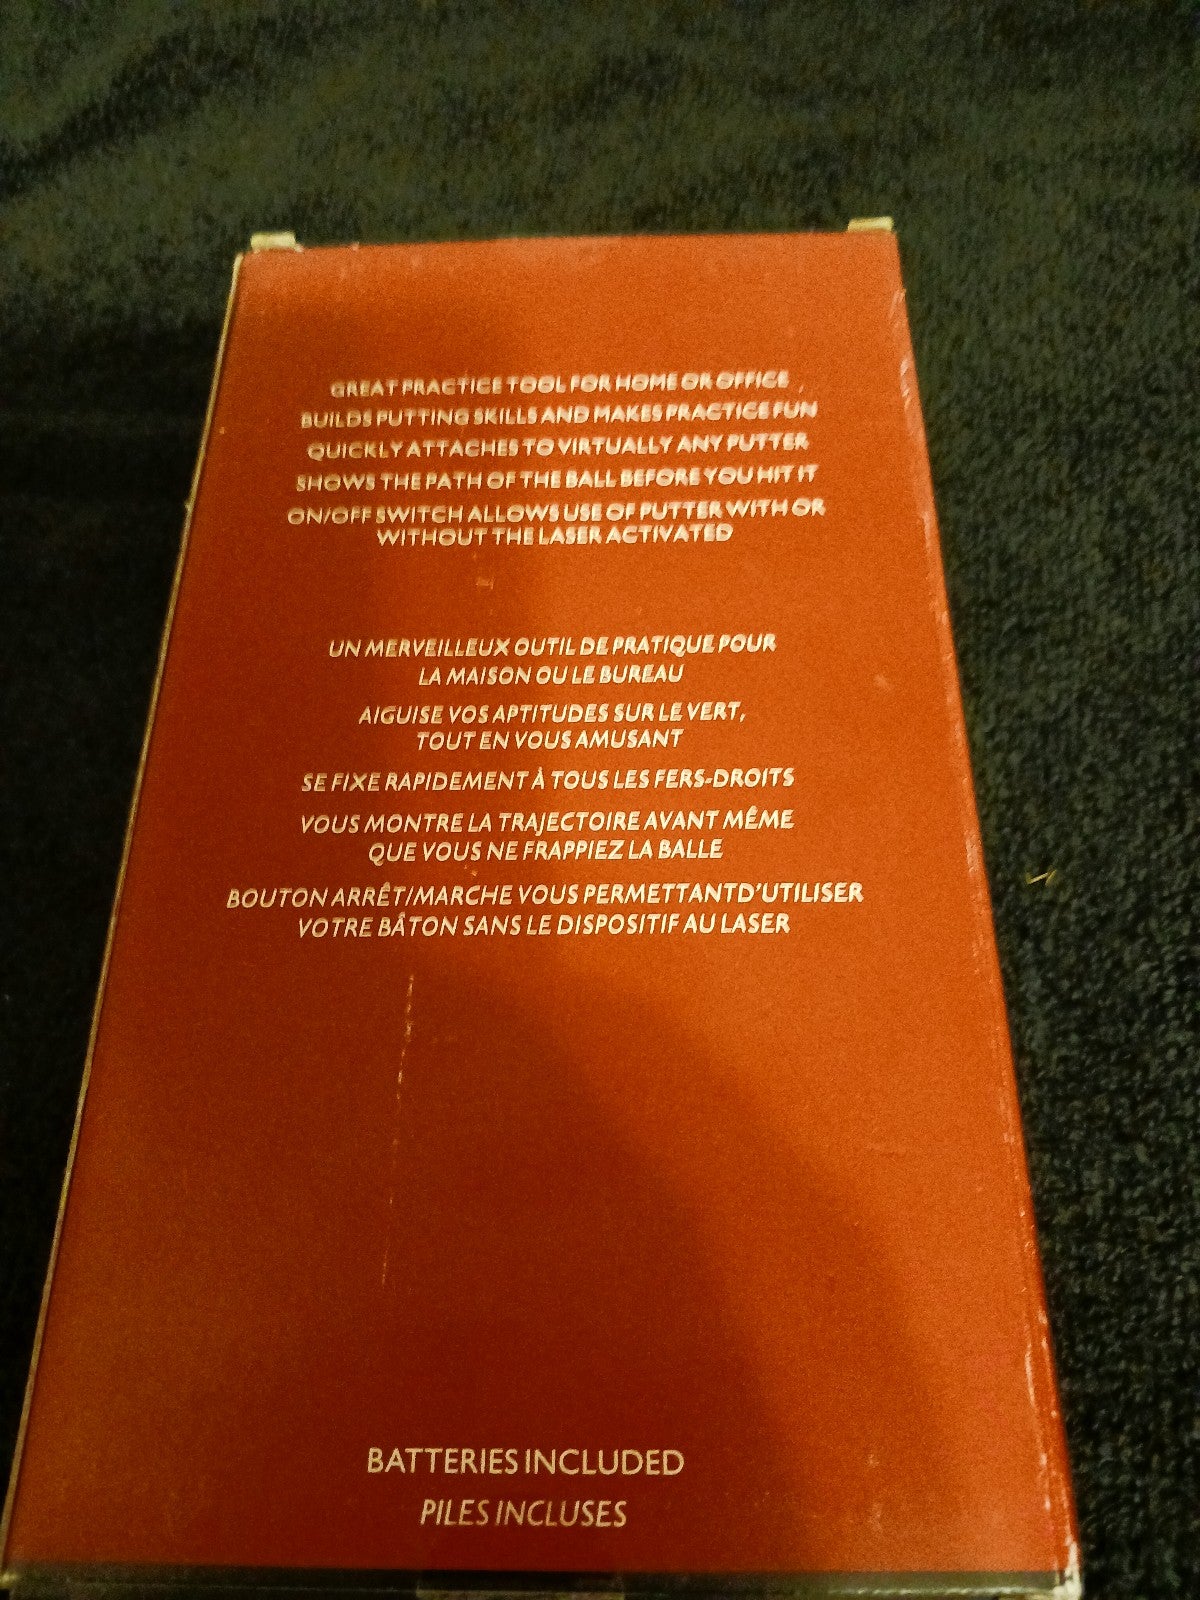 GREAT PRACTICE TOOL FOR HOME OR OFFICE
BUILDS PUTTING SKILLS AND MAKES PRACTICE FUN
QUICKLY ATTACHES TO VIRTUALLY ANY PUTTER
SHOWS THE PATH OF THE BALL BEFORE YOU HIT IT
ON/OFF SWITCH ALLOWS USE OF PUTTER WITH OR
WITHOUT THE LASER ACTIVATED
UN MERVEILLEUX OUTIL DE PRATIQUE POUR
LA MAISON OU LE BUREAU
AIGUISE VOS APTITUDES SUR LE VERT,
TOUT EN VOUS AMUSANT
SE FIXE RAPIDEMENT À TOUS LES FERS-DROITS
VOUS MONTRE LA TRAJECTOIRE AVANT MÊME
QUE VOUS NE FRAPPIEZ LA BALLE
BOUTON ARRÊT/MARCHE VOUS PERMETTANT D'UTILISER
VOTRE BÂTON SANS LE DISPOSITIF AU LASER
BATTERIES INCLUDED
PILES INCLUSES